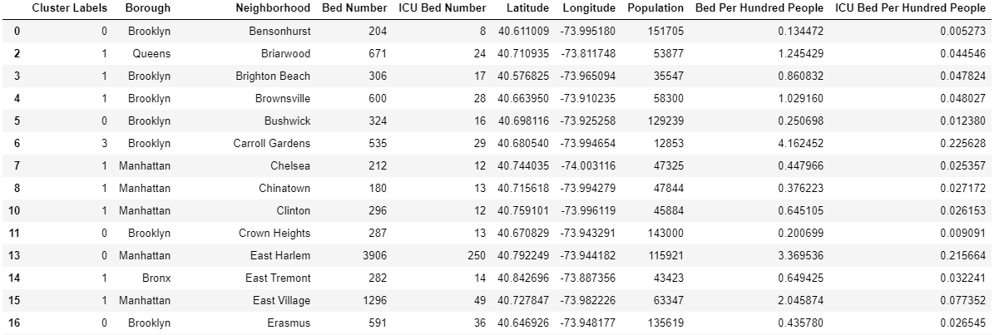 Cluster Labels Borough Neighborhood Bed Number ICU Bed Number Latitude Longitude Population Bed Per Hundred People ICU Bed Per Hundred People
0 0 Brooklyn Bensonhurst 204 8 40.611009 -73.995180 151705 0.134472 0.005273
2 1 Queens Briarwood 671 24 40.710935 -73.811748 53877 1.245429 0.044546
3 1 Brooklyn Brighton Beach 306 17 40.576825 -73.965094 35547 0.860832 0.047824
4 1 Brooklyn Brownsville 600 28 40.663950 -73.910235 58300 1.029160 0.048027
5 0 Brooklyn Bushwick 324 16 40.698116 -73.925258 129239 0.250698 0.012380
6 3 Brooklyn Carroll Gardens 535 29 40.680540 -73.994654 12853 4.162452 0.225628
7 1 Manhattan Chelsea 212 12 40.744035 -74.003116 47325 0.447966 0.025357
8 1 Manhattan Chinatown 180 13 40.715618 -73.994279 47844 0.376223 0.027172
10 1 Manhattan Clinton 296 12 40.759101 -73.996119 45884 0.645105 0.026153
11 0 Brooklyn Crown Heights 287 13 40.670829 -73.943291 143000 0.200699 0.009091
13 0 Manhattan East Harlem 3906 250 40.792249 -73.944182 115921 3.369536 0.215664
14 1 Bronx East Tremont 282 14 40.842696 -73.887356 43423 0.649425 0.032241
15 1 Manhattan East Village 1296 49 40.727847 -73.982226 63347 2.045874 0.077352
16 0 Brooklyn Erasmus 591 36 40.646926 -73.948177 135619 0.435780 0.026545